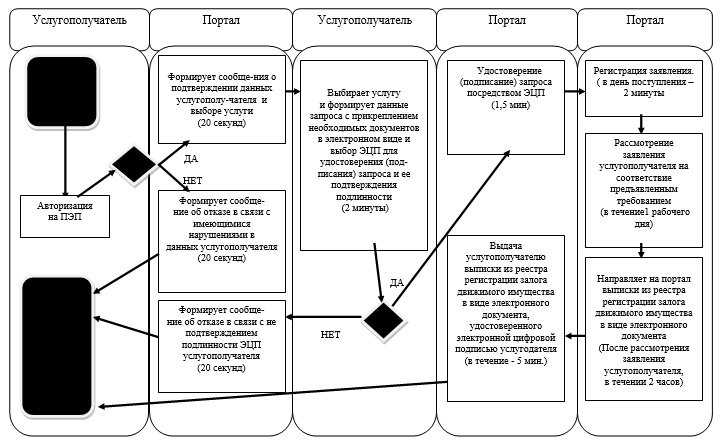 Услугополучатель
Портал
Услугополучатель
Портал
Портал
Авторизация
на ПЭП
Формирует сообще-ния о
подтверждении данных
услугополу-чателя и
выборе услуги
(20 секунд)
ДА
НЕТ
Формирует сообще-
ние об отказе в связи с
имеющимися
нарушениями в
данных услугополучателя
(20 секунд)
Формирует сообще-
ние об отказе в связи с не
подтверждением
подлинности ЭЦП
услугополучателя
(20 секунд)
Выбирает услугу
и формирует данные
запроса с прикреплением
необходимых документов
в электронном виде и
выбор ЭЦП для
удостоверения (под-
писания) запроса и ее
подтверждения
подлинности
(2 минуты)
ДА
НЕТ
Удостоверение
(подписание) запроса
посредством ЭЦП
(1,5 мин)
Выдача
услугополучателю
выписки из реестра
регистрации залога
движимого имущества
в виде электронного
документа,
удостоверенного
электронной цифровой
подписью услугодателя
(в течение - 5 мин.)
Регистрация заявления.
( в день поступления –
2 минуты
Рассмотрение
заявления
услугополучателя на
соответствие
предъявленным
требованием
(в течение1 рабочего
дня)
Направляет на портал
выписки из реестра
регистрации залога
движимого имущества
в виде электронного
документа
(После рассмотрения
заявления
услугополучателя,
в течении 2 часов)